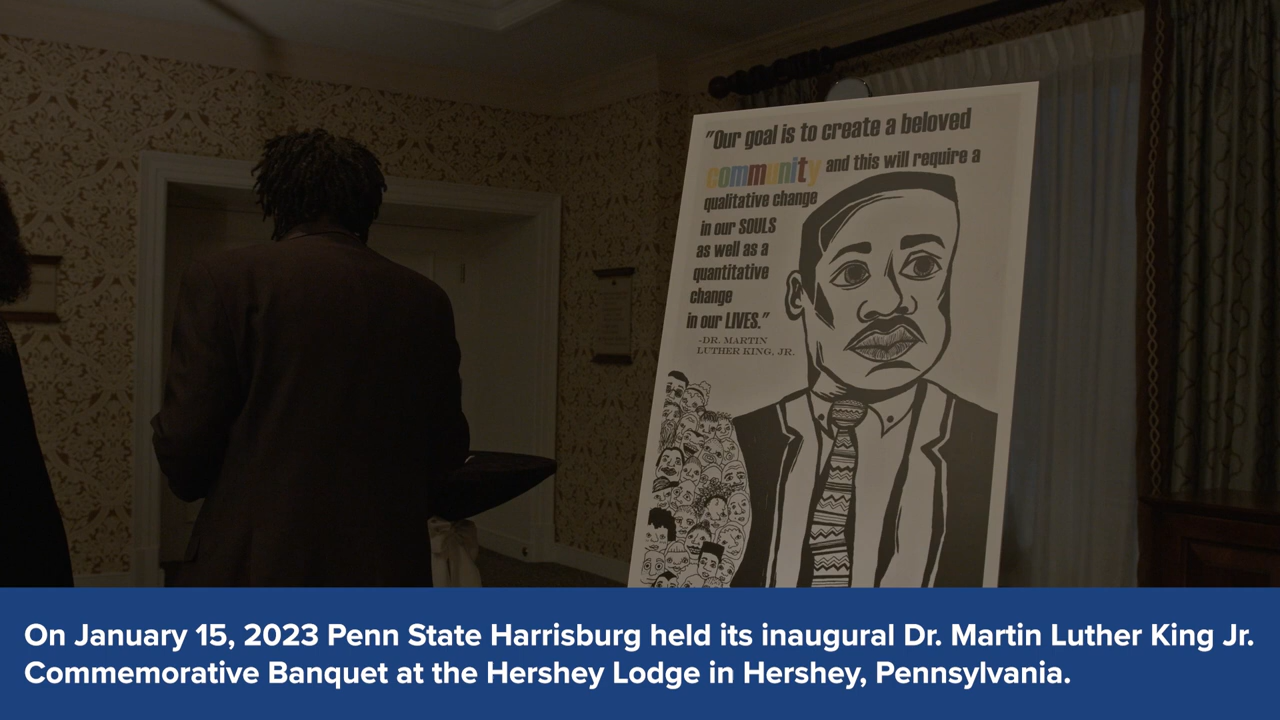 "Our goal is to create a beloved
community and this will require a
qualitative change
in our SOULS
as well as a
quantitative
change
in our LIVES."
-DR. MARTIN
LUTHER KING, JR.
On January 15, 2023 Penn State Harrisburg held its inaugural Dr. Martin Luther King Jr.
Commemorative Banquet at the Hershey Lodge in Hershey, Pennsylvania.